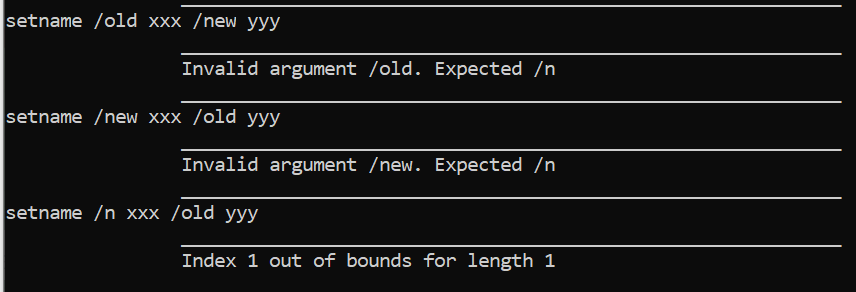 setname /old xxx /new yyy
Invalid argument /old. Expected /n
setname /new xxx /old yyy
Invalid argument /new. Expected /n
setname /n xxx /old yyy
Index 1 out of bounds for length 1